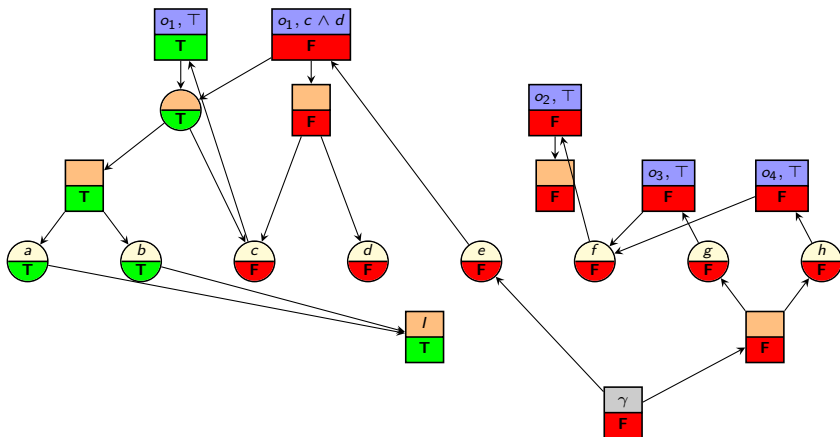 o₁, ⊤
T
o₁, c ∧ d
F
T
F
o₂, ⊤
F
T
F
o₃, ⊤
F
o₄, ⊤
F
a
T
b
T
c
F
d
F
e
F
f
F
g
F
h
F
I
T
F
γ
F